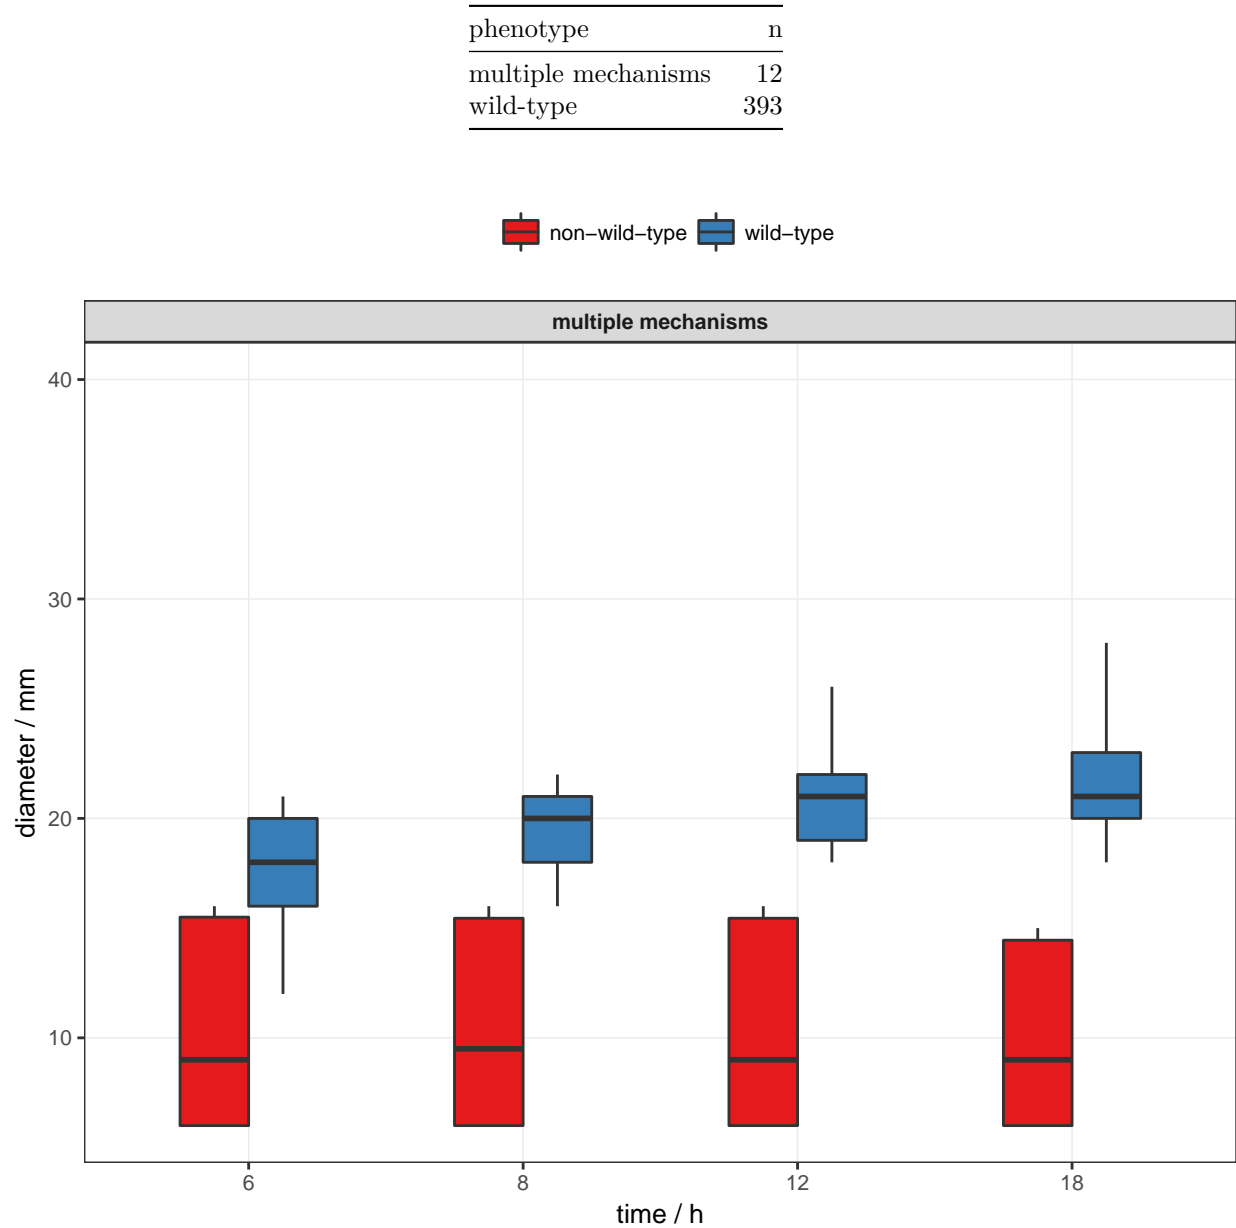 phenotype n
multiple mechanisms 12
wild-type 393
non−wild−type wild−type
multiple mechanisms
40
30
20
10
diameter / mm
6 8 12 18
time / h